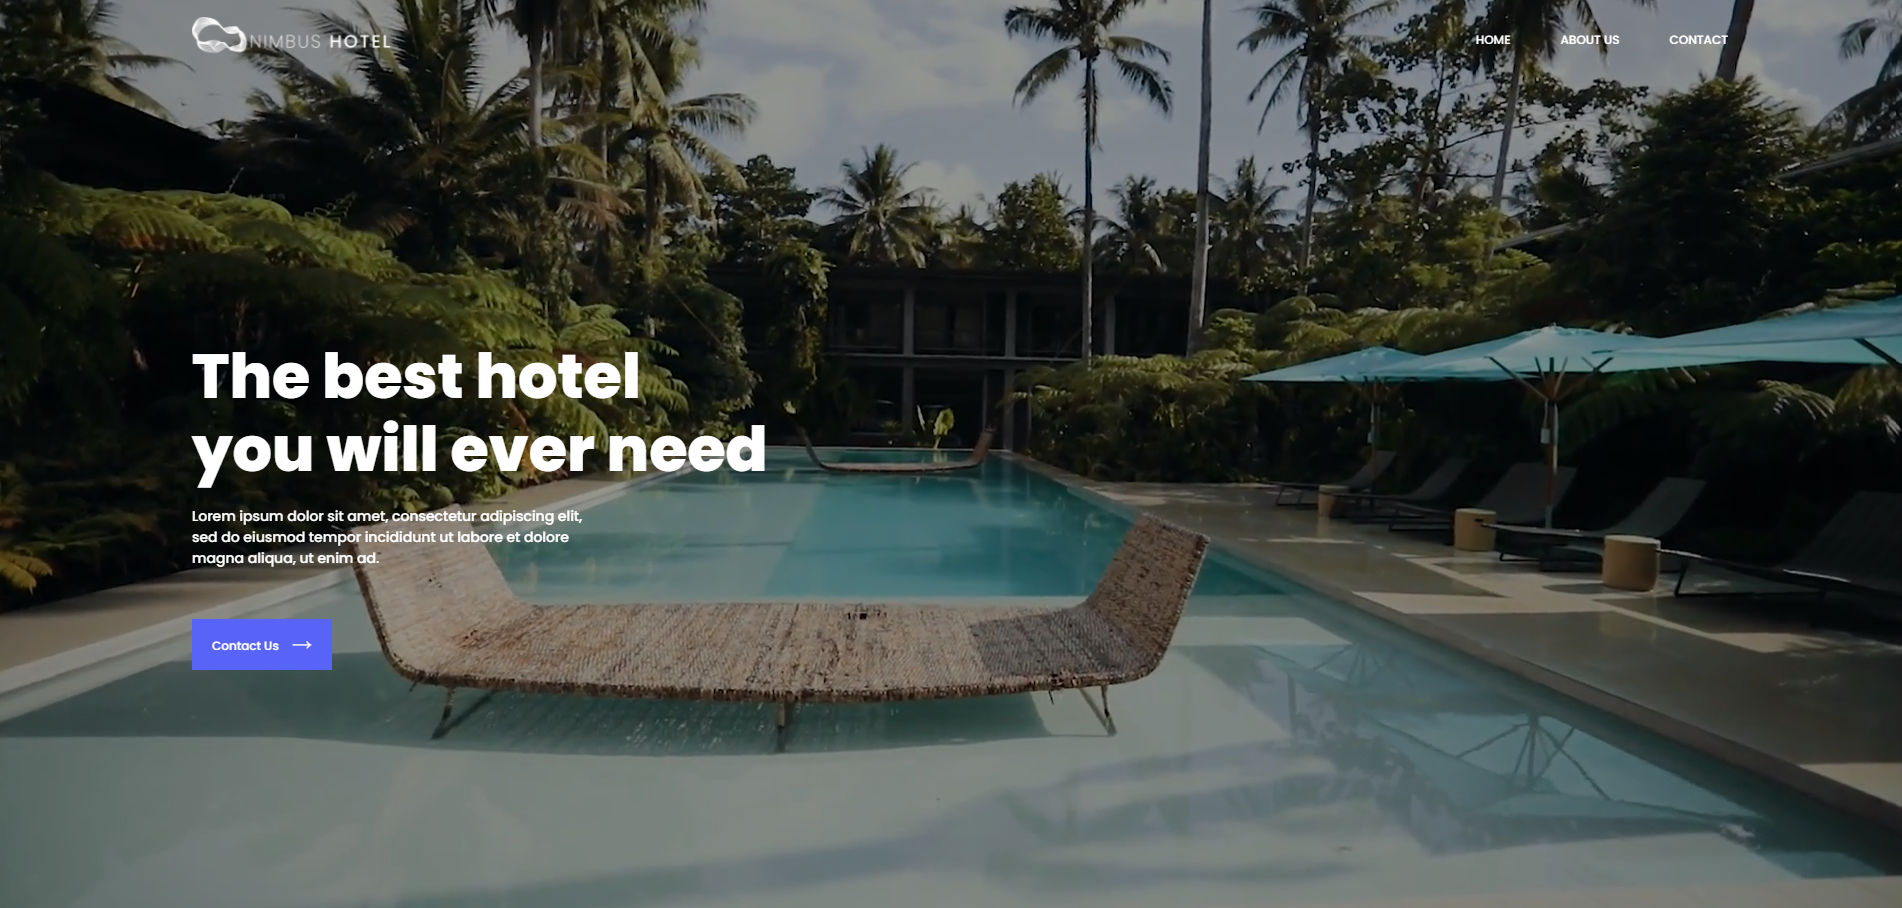 NIMBUS HOTEL
HOME ABOUT US CONTACT
The best hotel
you will ever need
Lorem ipsum dolor sit amet, consectetur adipiscing elit,
sed do eiusmod tempor incididunt ut labore et dolore
magna aliqua, ut enim ad.
Contact Us